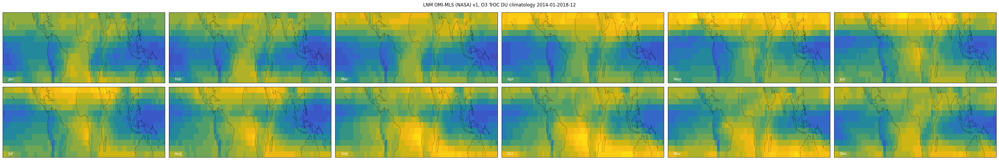 LNM OMI-MLS (NASA) v1, O3 TrOC DU climatology 2014-01-2018-12
Jan
Feb
Mar
Apr
May
Jun
Jul
Aug
Sep
Oct
Nov
Dec